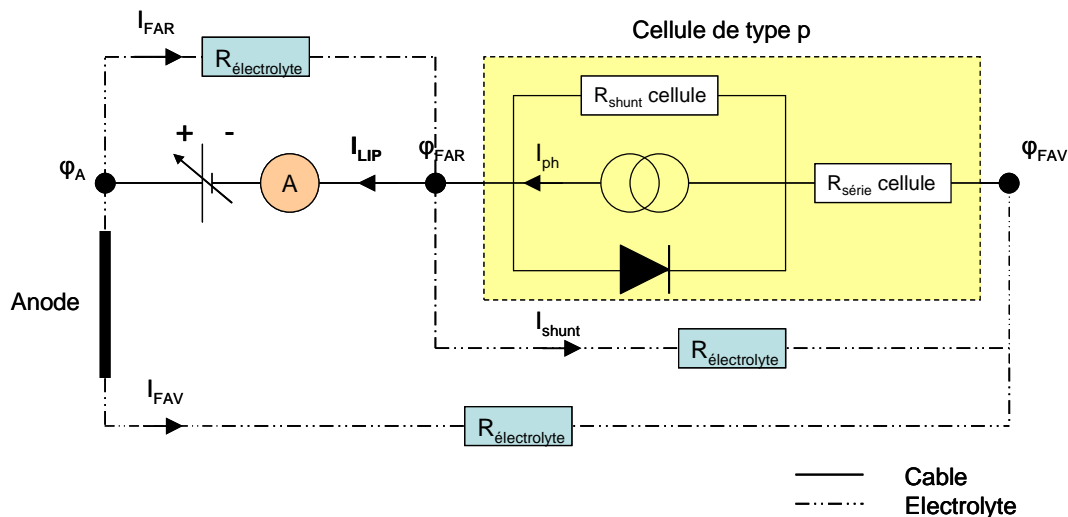 I_FAR
R_électrolyte
Cellule de type p
R_shunt cellule
+ -
I_LIP
φ_FAR
I_ph
φ_FAV
φ_A
A
R_série cellule
Anode
I_shunt
R_électrolyte
I_FAV
R_électrolyte
Cable
Electrolyte